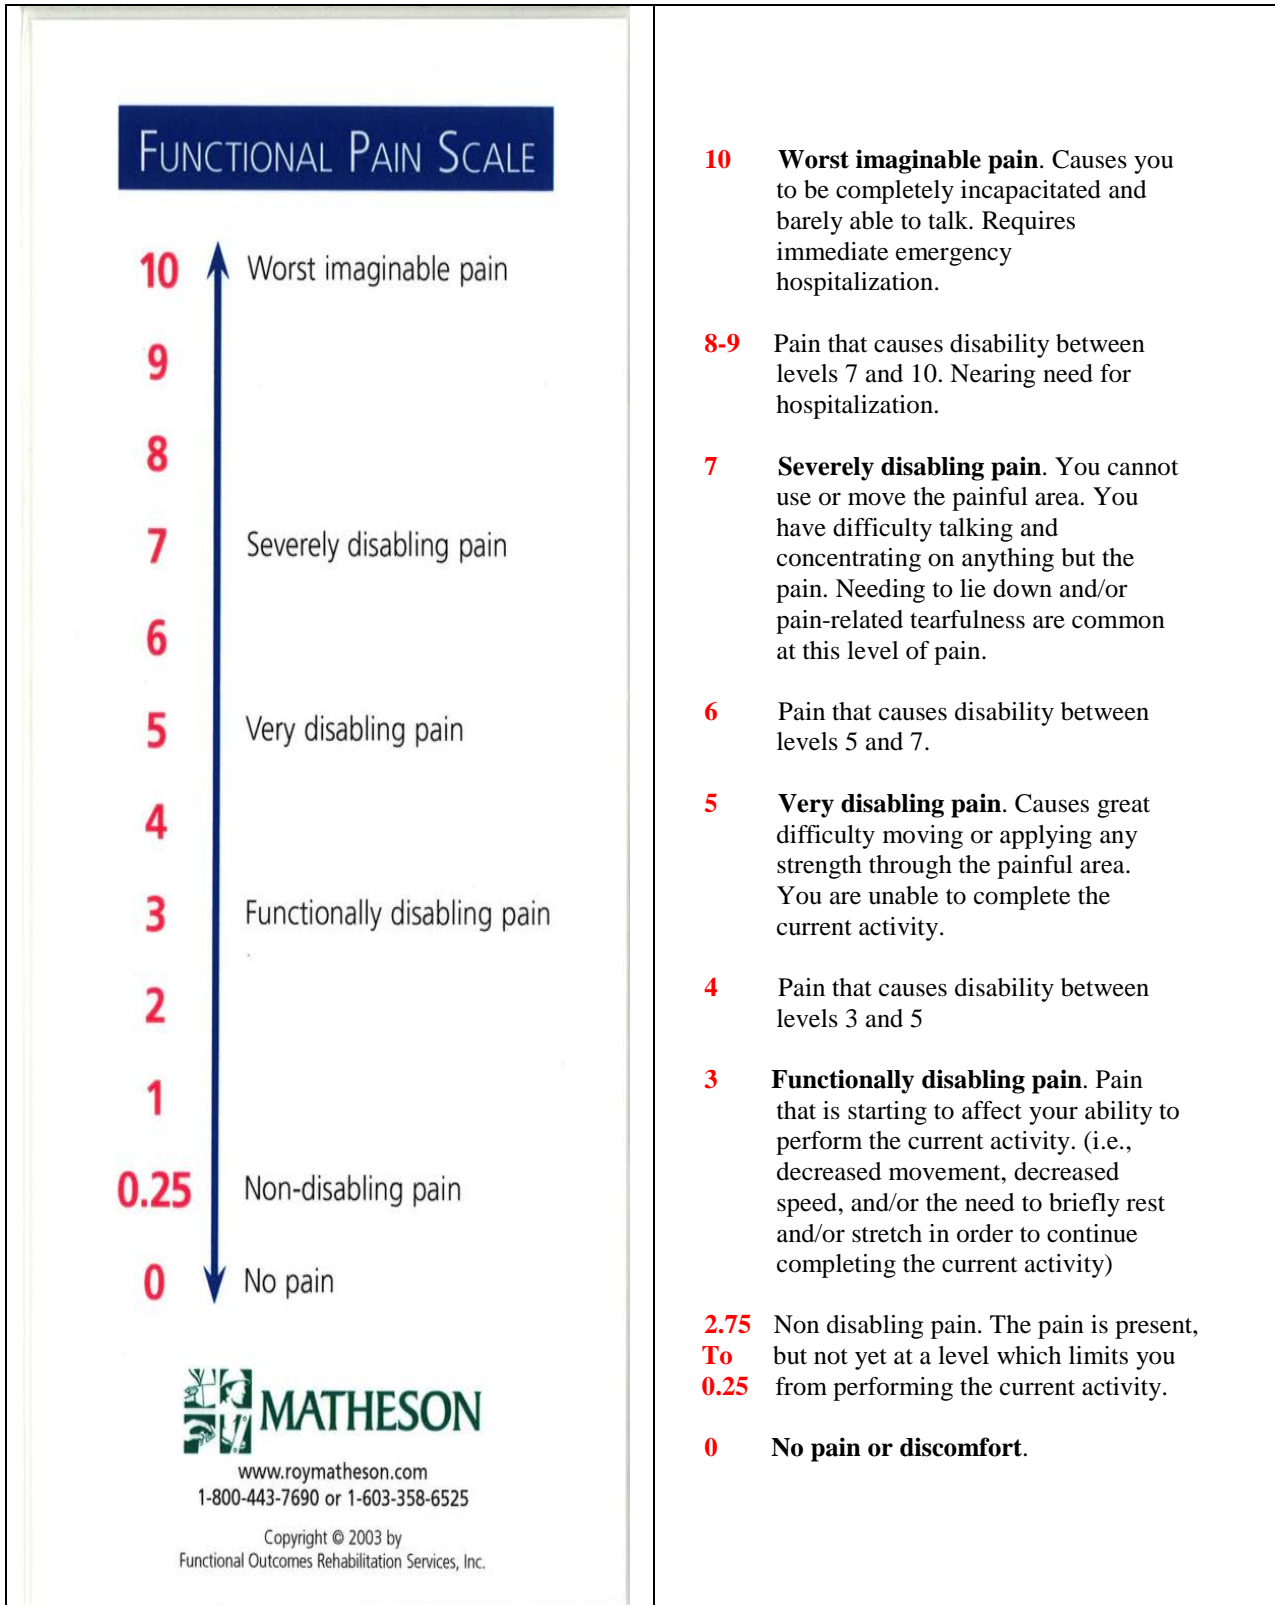 FUNCTIONAL PAIN SCALE
10 Worst imaginable pain
9
8
7 Severely disabling pain
6
5 Very disabling pain
4
3 Functionally disabling pain
2
1
0.25 Non-disabling pain
0 No pain
MATHESON
www.roymatheson.com
1-800-443-7690 or 1-603-358-6525
Copyright © 2003 by
Functional Outcomes Rehabilitation Services, Inc.
10 Worst imaginable pain. Causes you
to be completely incapacitated and
barely able to talk. Requires
immediate emergency
hospitalization.
8-9 Pain that causes disability between
levels 7 and 10. Nearing need for
hospitalization.
7 Severely disabling pain. You cannot
use or move the painful area. You
have difficulty talking and
concentrating on anything but the
pain. Needing to lie down and/or
pain-related tearfulness are common
at this level of pain.
6 Pain that causes disability between
levels 5 and 7.
5 Very disabling pain. Causes great
difficulty moving or applying any
strength through the painful area.
You are unable to complete the
current activity.
4 Pain that causes disability between
levels 3 and 5
3 Functionally disabling pain. Pain
that is starting to affect your ability to
perform the current activity. (i.e.,
decreased movement, decreased
speed, and/or the need to briefly rest
and/or stretch in order to continue
completing the current activity)
2.75 Non disabling pain. The pain is present,
To but not yet at a level which limits you
0.25 from performing the current activity.
0 No pain or discomfort.